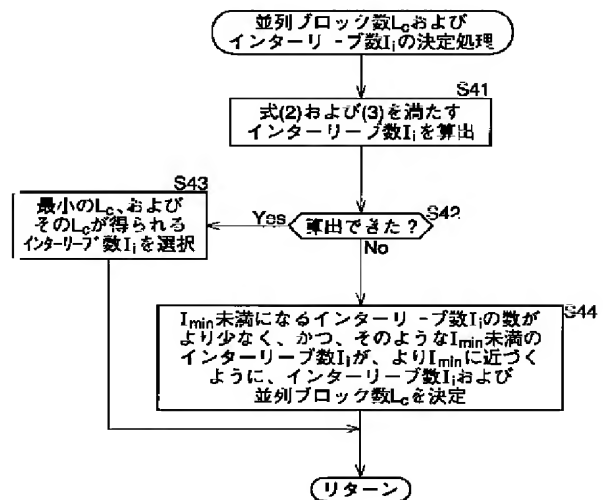 並列ブロック数Lcおよび
インターリーブ数Iiの決定処理
S41
式(2)および(3)を満たす
インターリーブ数Iiを算出
S42
算出できた？
Yes
No
S43
最小のLc、および
そのLcが得られる
インターリーブ数Iiを選択
S44
Imin未満になるインターリーブ数Iiの数が
より少なく、かつ、そのようなImin未満の
インターリーブ数Iiが、よりIminに近づく
ように、インターリーブ数Iiおよび
並列ブロック数Lcを決定
リターン